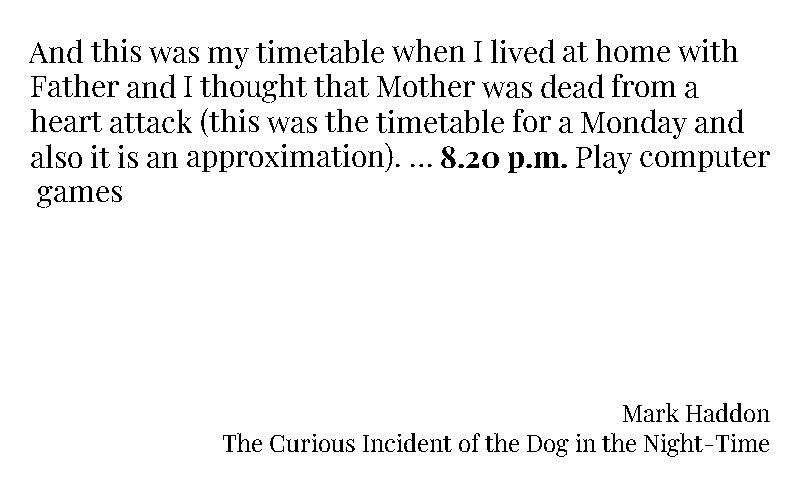 And this was my timetable when I lived at home with
Father and I thought that Mother was dead from a
heart attack (this was the timetable for a Monday and
also it is an approximation). ... 8.20 p.m. Play computer
games
Mark Haddon
The Curious Incident of the Dog in the Night-Time